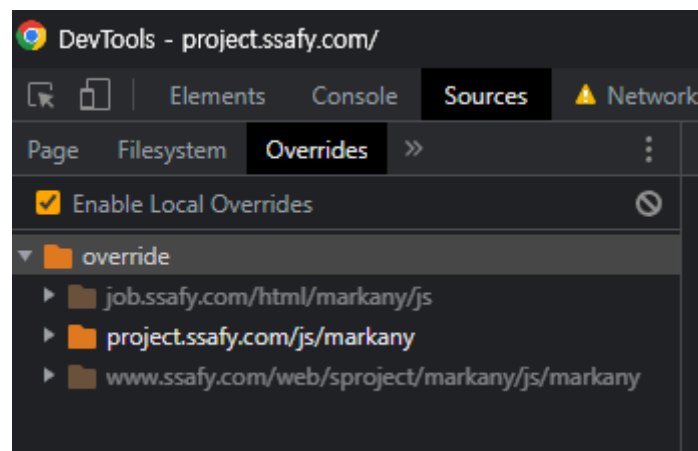 DevTools - project.ssafy.com/
Elements Console Sources Network
Page Filesystem Overrides »
Enable Local Overrides
override
job.ssafy.com/html/markany/js
project.ssafy.com/js/markany
www.ssafy.com/web/sproject/markany/js/markany